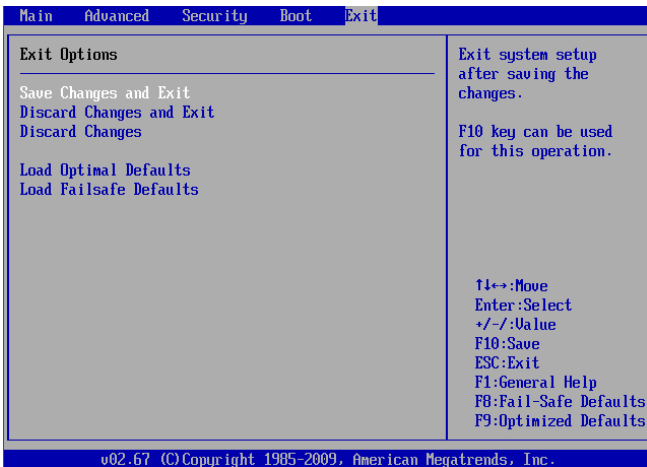 Main Advanced Security Boot Exit
Exit Options
Save Changes and Exit
Discard Changes and Exit
Discard Changes
Load Optimal Defaults
Load Failsafe Defaults
Exit system setup
after saving the
changes.
F10 key can be used
for this operation.
↑↓↔:Move
Enter:Select
+/-/:Value
F10:Save
ESC:Exit
F1:General Help
F8:Fail-Safe Defaults
F9:Optimized Defaults
v02.67 (C)Copyright 1985-2009, American Megatrends, Inc.